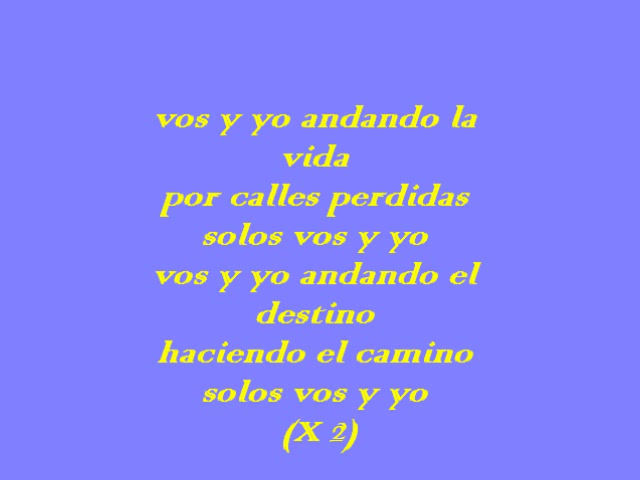 vos y yo andando la
vida
por calles perdidas
solos vos y yo
vos y yo andando el
destino
haciendo el camino
solos vos y yo
(X 2)